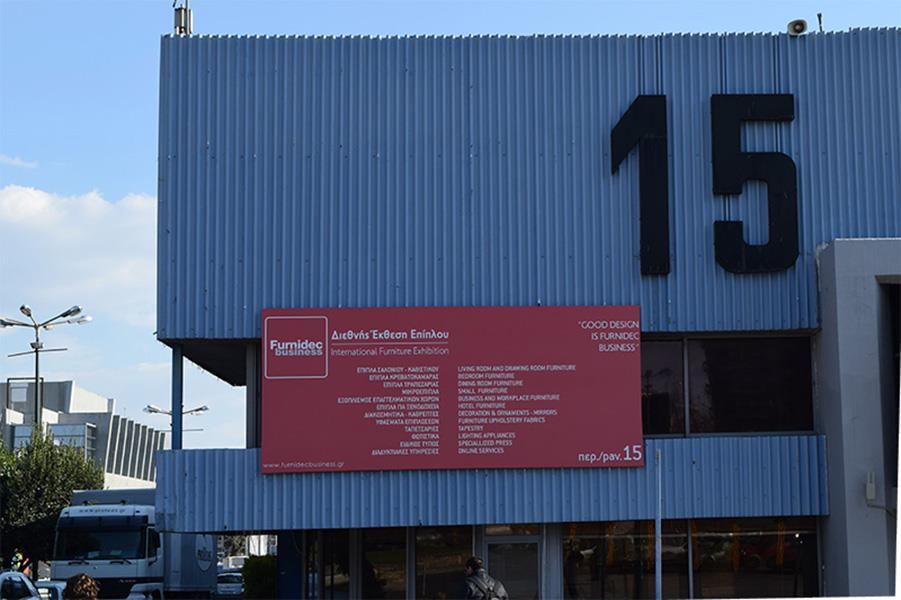 15
Furnidec
business
Διεθνής Έκθεση Επίπλου
International Furniture Exhibition
"GOOD DESIGN
IS FURNIDEC
BUSINESS"
ΕΠΙΠΛΑ ΣΑΛΟΝΙΟΥ - ΚΑΘΙΣΤΙΚΟΥ LIVING ROOM AND DRAWING ROOM FURNITURE
ΕΠΙΠΛΑ ΚΡΕΒΑΤΟΚΑΜΑΡΑΣ BEDROOM FURNITURE
ΕΠΙΠΛΑ ΤΡΑΠΕΖΑΡΙΑΣ DINING ROOM FURNITURE
ΜΙΚΡΟΕΠΙΠΛΑ SMALL FURNITURE
ΕΞΟΠΛΙΣΜΟΣ ΕΠΑΓΓΕΛΜΑΤΙΚΩΝ ΧΩΡΩΝ BUSINESS AND WORKPLACE FURNITURE
ΕΠΙΠΛΑ ΓΙΑ ΞΕΝΟΔΟΧΕΙΑ HOTEL FURNITURE
ΔΙΑΚΟΣΜΗΤΙΚΑ - ΚΑΘΡΕΠΤΕΣ DECORATION & ORNAMENTS - MIRRORS
ΥΦΑΣΜΑΤΑ ΕΠΙΠΛΩΣΕΩΝ FURNITURE UPHOLSTERY FABRICS
ΤΑΠΕΤΣΑΡΙΕΣ TAPESTRY
ΦΩΤΙΣΤΙΚΑ LIGHTING APPLIANCES
ΕΙΔΙΚΟΣ ΤΥΠΟΣ SPECIALLIZED PRESS
ΔΙΑΔΥΚΤΙΑΚΕΣ ΥΠΗΡΕΣΙΕΣ ONLINE SERVICES
www.furnidecbusiness.gr
περ./pav. 15